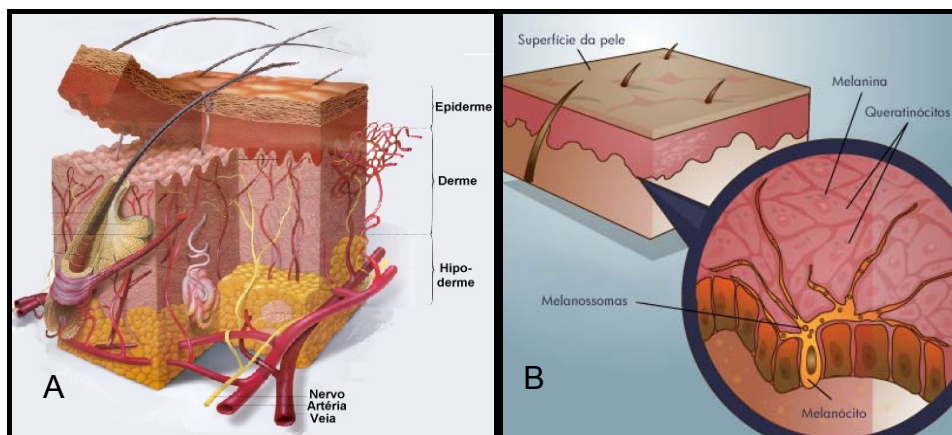 Epiderme
Derme
Hipo-
derme
Nervo
Artéria
Veia
A
Superfície da pele
Melanina
Queratinócitos
Melanossomas
Melanócito
B